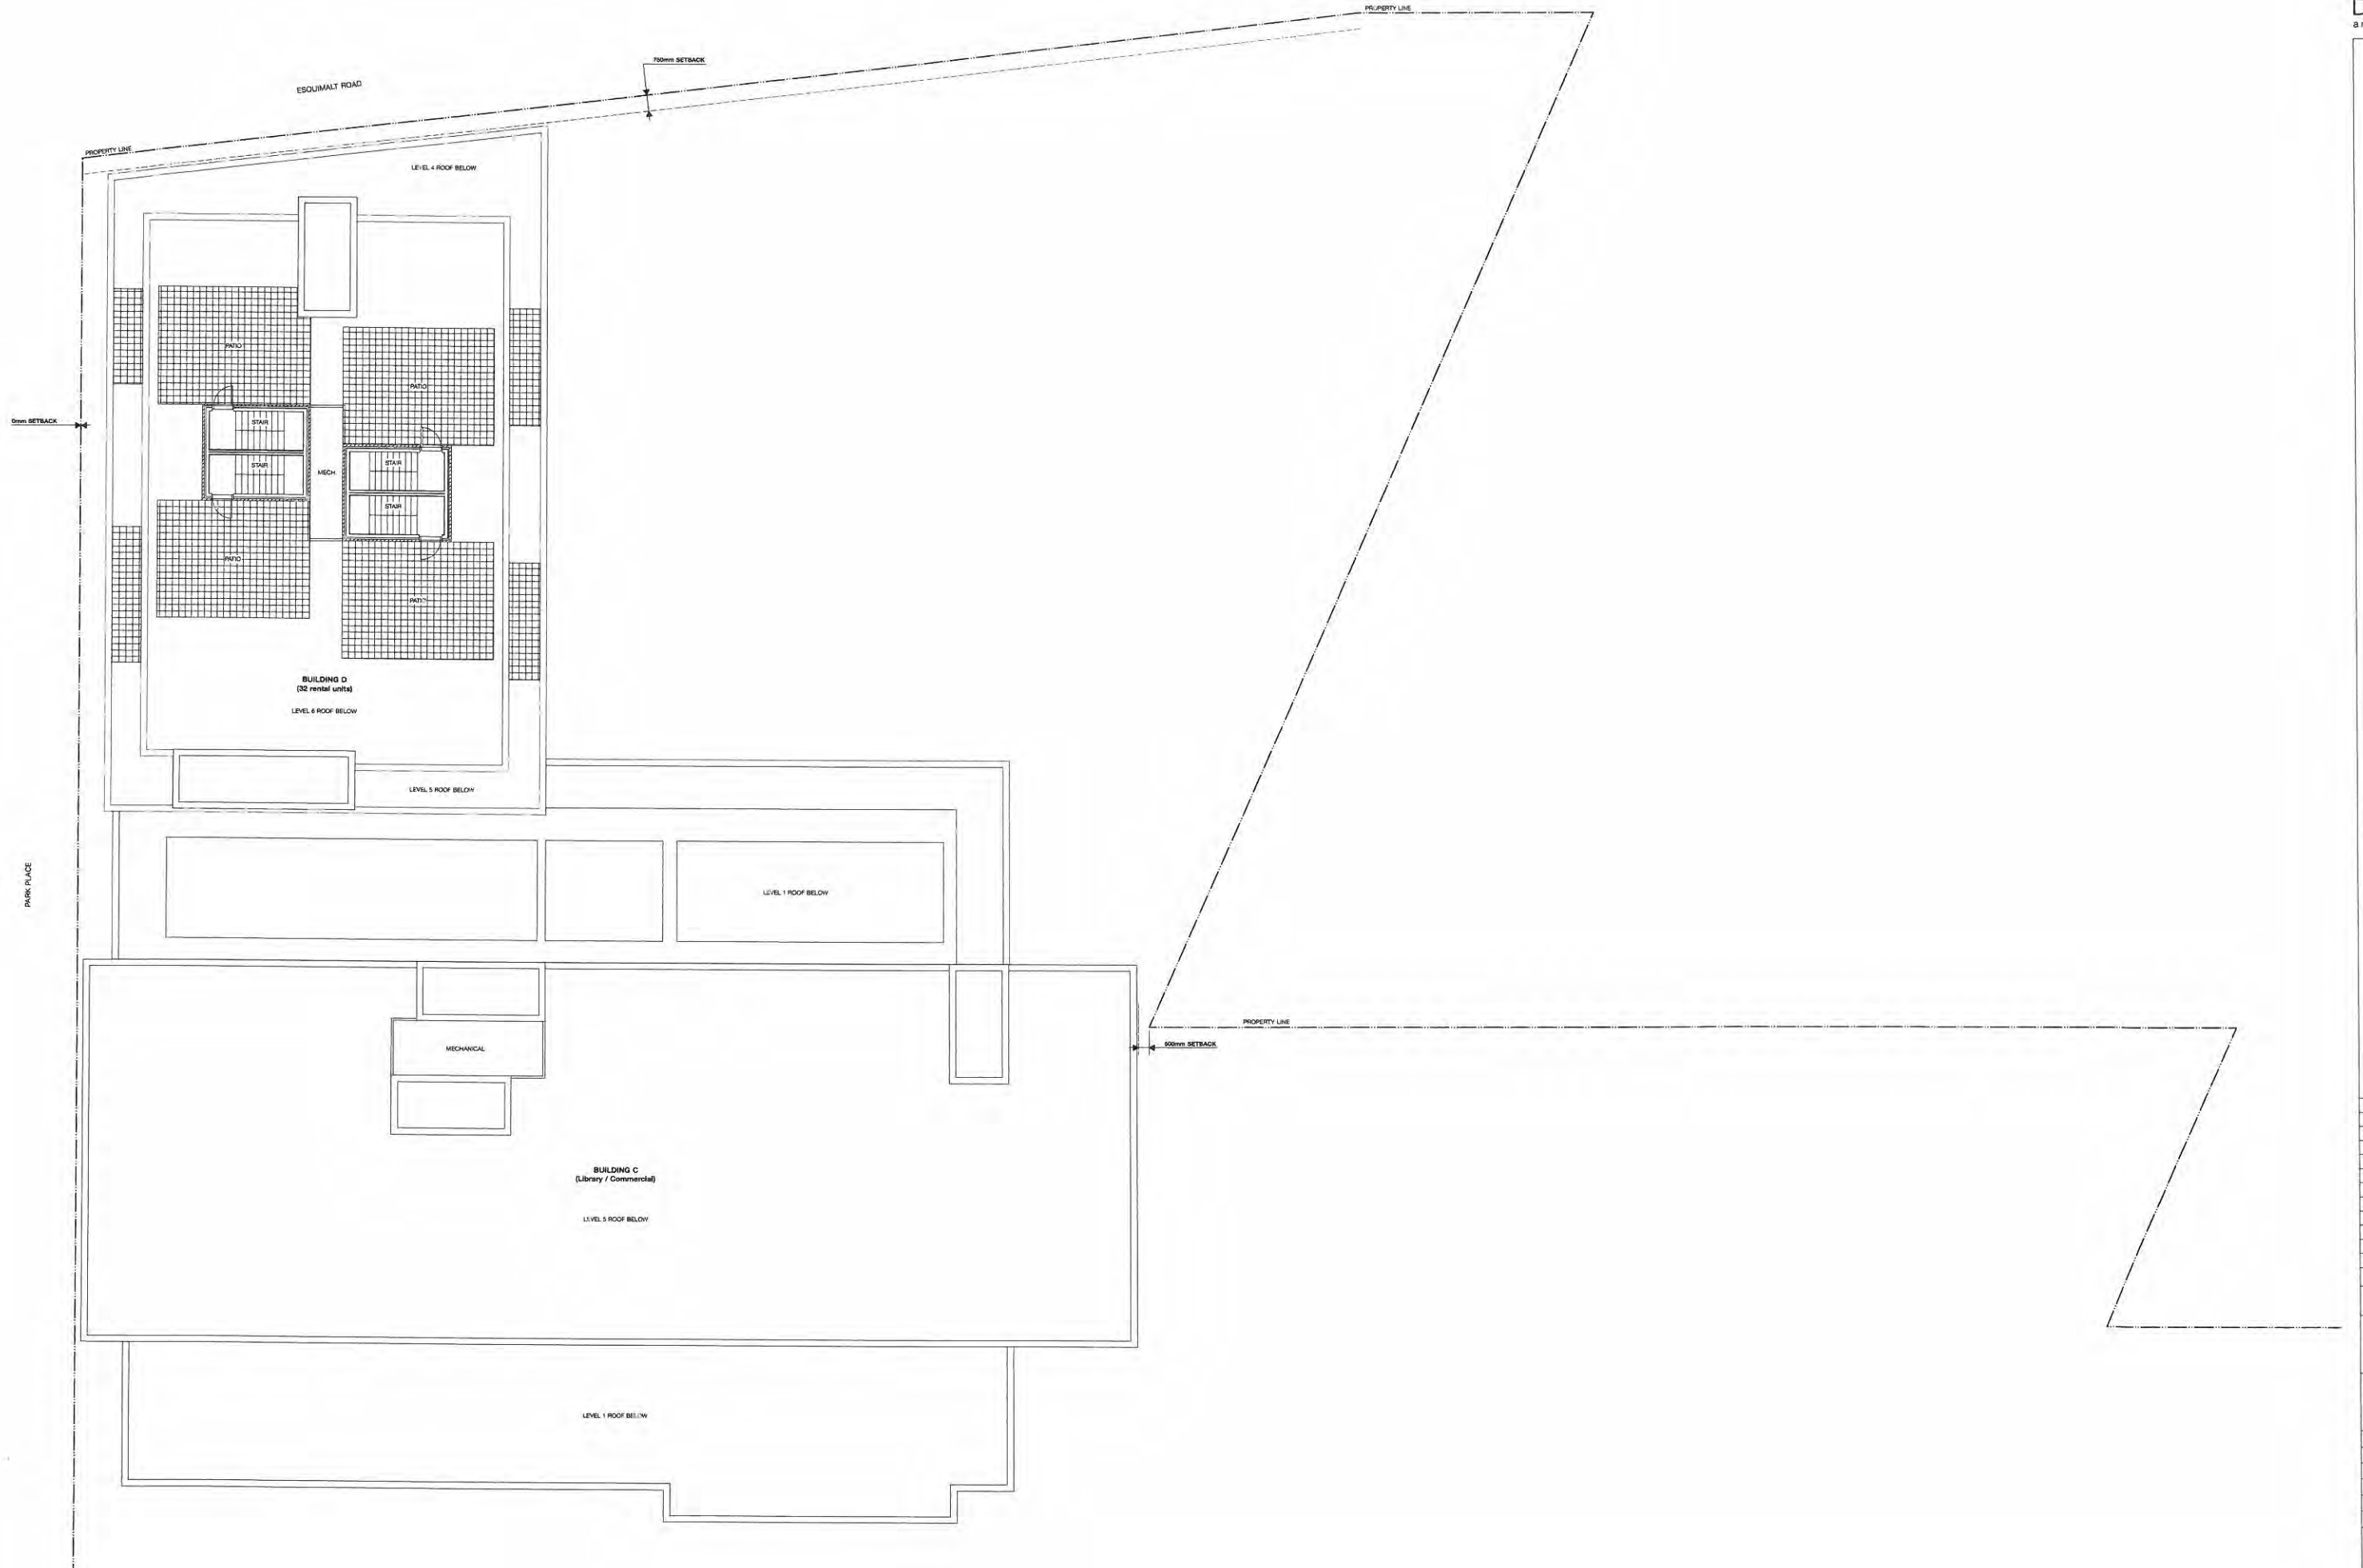 PROPERTY LINE
750mm SETBACK
ESQUIMALT ROAD
PROPERTY LINE
LEVEL 4 ROOF BELOW
PATIO
PATIO
0mm SETBACK
STAIR
STAIR
STAIR
MECH.
STAIR
PATIO
PATIO
BUILDING D
(32 rental units)
LEVEL 6 ROOF BELOW
LEVEL 5 ROOF BELOW
PARK PLACE
LEVEL 1 ROOF BELOW
PROPERTY LINE
500mm SETBACK
MECHANICAL
BUILDING C
(Library / Commercial)
LEVEL 5 ROOF BELOW
LEVEL 1 ROOF BELOW